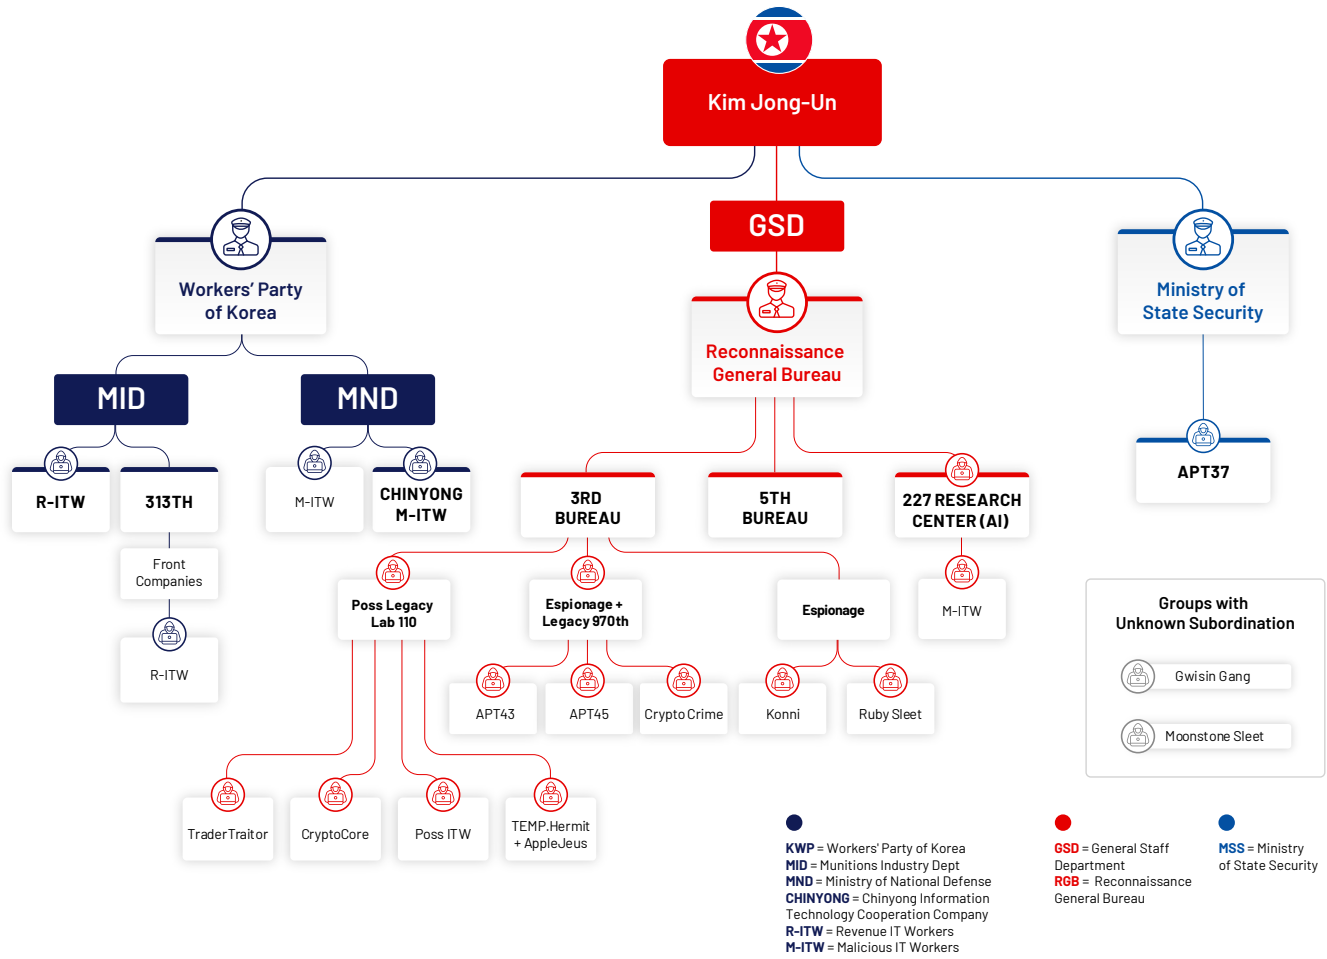 Kim Jong-Un
GSD
Workers' Party
of Korea
Reconnaissance
General Bureau
Ministry of
State Security
MID
MND
R-ITW
313TH
M-ITW
CHINYONG
M-ITW
3RD
BUREAU
5TH
BUREAU
227 RESEARCH
CENTER (AI)
APT37
Front
Companies
R-ITW
Poss Legacy
Lab 110
Espionage +
Legacy 970th
Espionage
M-ITW
APT43
APT45
Crypto Crime
Konni
Ruby Sleet
TraderTraitor
CryptoCore
Poss ITW
TEMP.Hermit
+ AppleJeus
Groups with
Unknown Subordination
Gwisin Gang
Moonstone Sleet
KWP = Workers' Party of Korea
MID = Munitions Industry Dept
MND = Ministry of National Defense
CHINYONG = Chinyong Information
Technology Cooperation Company
R-ITW = Revenue IT Workers
M-ITW = Malicious IT Workers
GSD = General Staff
Department
RGB = Reconnaissance
General Bureau
MSS = Ministry
of State Security